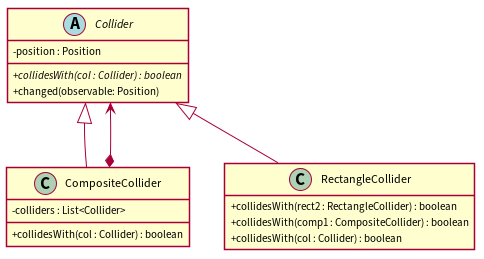 A Collider
-position : Position
+collidesWith(col : Collider) : boolean
+changed(observable: Position)
C CompositeCollider
-colliders : List<Collider>
+collidesWith(col : Collider) : boolean
C RectangleCollider
+collidesWith(rect2 : RectangleCollider) : boolean
+collidesWith(comp1 : CompositeCollider) : boolean
+collidesWith(col : Collider) : boolean